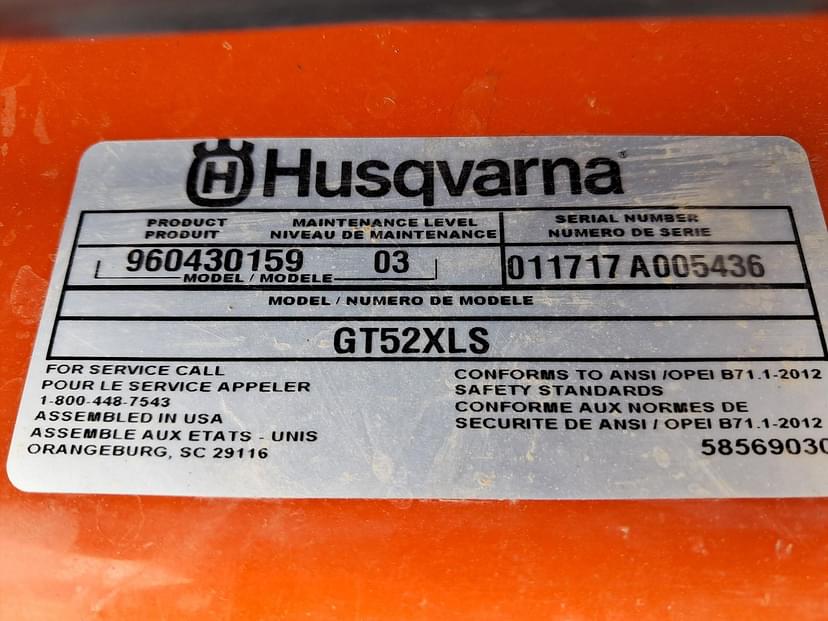 Husqvarna
PRODUCT MAINTENANCE LEVEL SERIAL NUMBER
PRODUIT NIVEAU DE MAINTENANCE NUMERO DE SERIE
960430159 03 011717A005436
MODEL / MODELE
MODEL / NUMERO DE MODELE
GT52XLS
FOR SERVICE CALL
POUR LE SERVICE APPELER
1-800-448-7543
ASSEMBLED IN USA
ASSEMBLE AUX ETATS - UNIS
ORANGEBURG, SC 29116
CONFORMS TO ANSI /OPEI B71.1-2012
SAFETY STANDARDS
CONFORME AUX NORMES DE
SECURITE DE ANSI / OPEI B71.1-2012